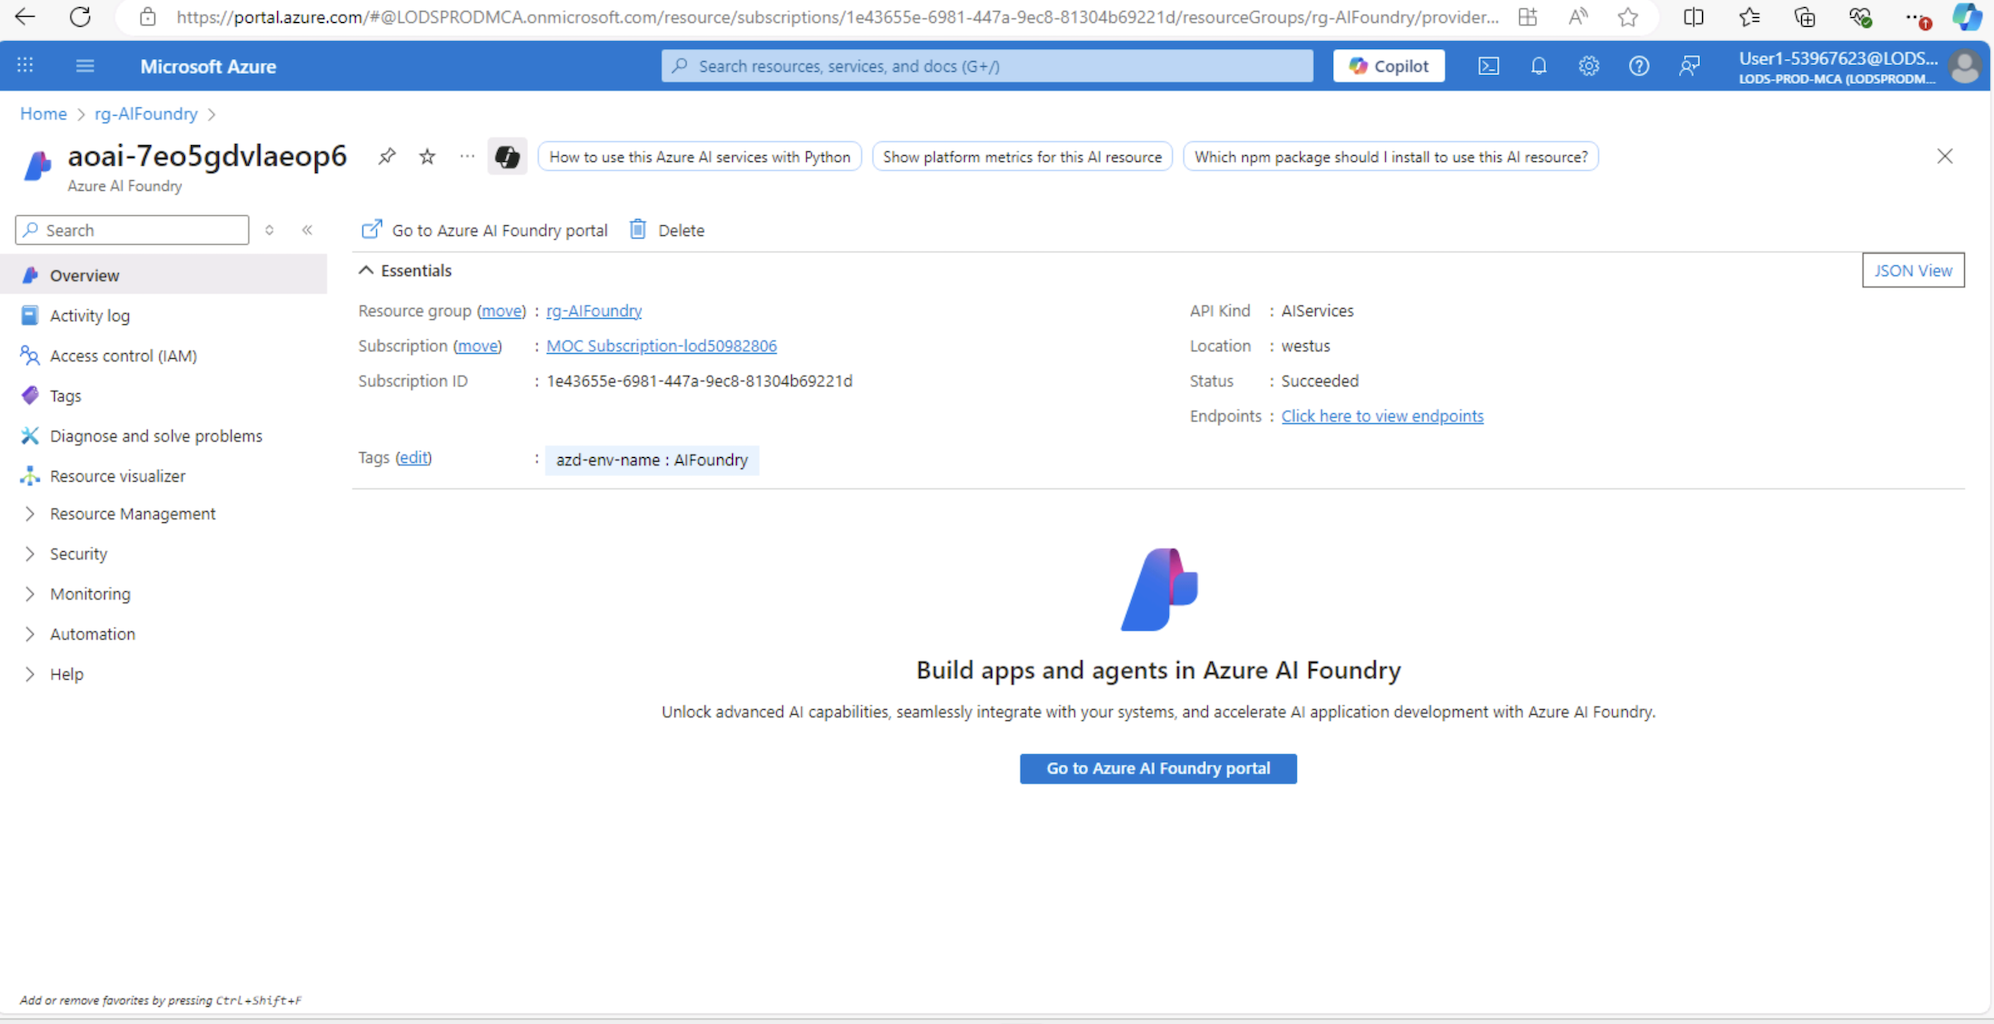 https://portal.azure.com/#@LODSPRODMCA.onmicrosoft.com/resource/subscriptions/1e43655e-6981-447a-9ec8-81304b69221d/resourceGroups/rg-AIFoundry/provider...
Microsoft Azure
Search resources, services, and docs (G+/)
Copilot
User1-53967623@LODS...
LODS-PROD-MCA (LODSPRODM...
Home > rg-AIFoundry >
aoai-7eo5gdvlaeop6
Azure AI Foundry
How to use this Azure AI services with Python
Show platform metrics for this AI resource
Which npm package should I install to use this AI resource?
Search
Overview
Activity log
Access control (IAM)
Tags
Diagnose and solve problems
Resource visualizer
Resource Management
Security
Monitoring
Automation
Help
Go to Azure AI Foundry portal
Delete
Essentials
JSON View
Resource group (move) : rg-AIFoundry
Subscription (move) : MOC Subscription-lod50982806
Subscription ID : 1e43655e-6981-447a-9ec8-81304b69221d
Tags (edit) : azd-env-name : AIFoundry
API Kind : AIServices
Location : westus
Status : Succeeded
Endpoints : Click here to view endpoints
Build apps and agents in Azure AI Foundry
Unlock advanced AI capabilities, seamlessly integrate with your systems, and accelerate AI application development with Azure AI Foundry.
Go to Azure AI Foundry portal
Add or remove favorites by pressing Ctrl+Shift+F